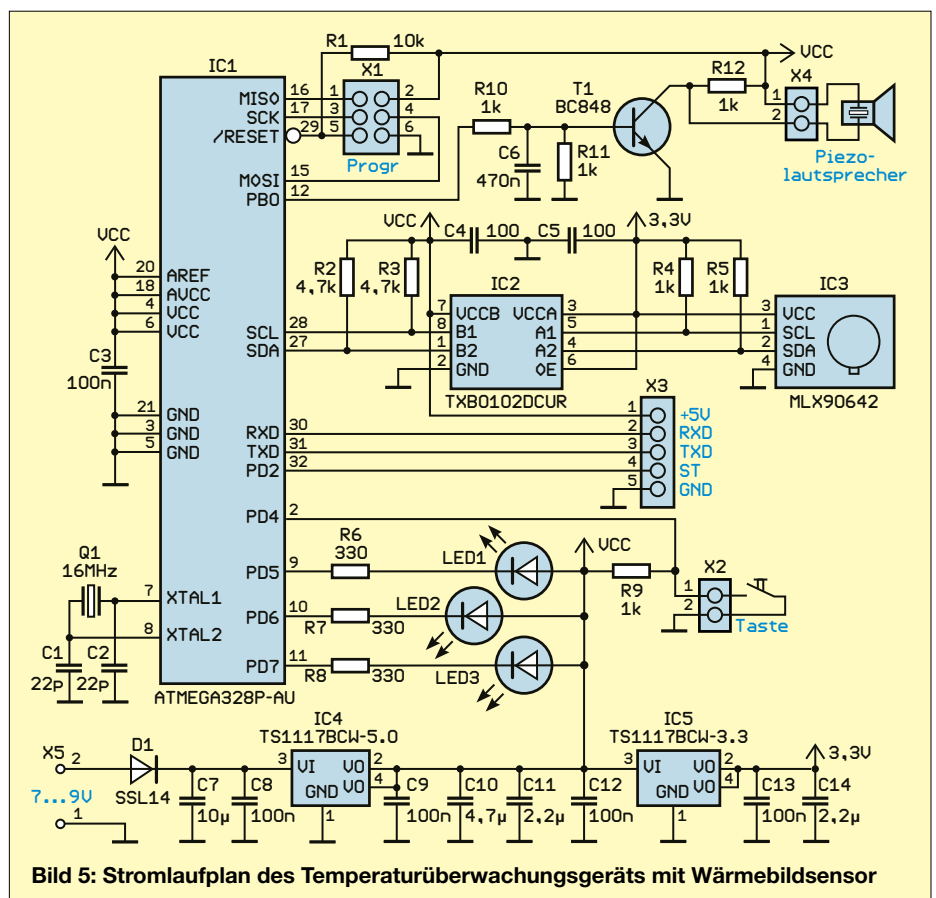 R1 10k
VCC
IC1
X1
R12
1k
X4
T1
BC848
R10
1k
MISO 16 1 2
SCK 17 3 4
/RESET 29 5 6
Progr
1
2
C6
470n
R11
1k
Piezo-
lautsprecher
MOSI 15
PB0 12
VCC
C4 100
C5 100
3,3V
VCC
R2
4,7k
R3
4,7k
R4
1k
R5
1k
IC2
IC3
20 AREF
18 AVCC
4 VCC
6 VCC
7 VCCB VCCA 3
3 VCC
SCL 28
8 B1 A1 5
1 SCL
SDA 27
1 B2 A2 4
2 SDA
2 GND OE 6
4 GND
C3
100n
TXB0102DCUR
MLX90642
X3
21 GND
3 GND
5 GND
1 +5V
RXD 30 2 RXD
TXD 31 3 TXD
PD2 32 4 ST
5 GND
PD4 2
R6
330
LED1
VCC
R9
1k
X2
1
2
Taste
Q1
16MHz
PD5 9
7 XTAL1
LED2
PD6 10
R7 330
8 XTAL2
C1
22p
C2
22p
PD7 11
R8 330
LED3
ATMEGA328P-AU
IC4
TS1117BCW-5.0
IC5
TS1117BCW-3.3
X5 2
D1
SSL14
3 VI VO 2
VO 4
GND
1
3 VI VO 2
VO 4
GND
1
3,3V
7...9V
1
C7
10µ
C8
100n
C9
100n
C10
4,7µ
C11
2,2µ
C12
100n
C13
100n
C14
2,2µ
Bild 5: Stromlaufplan des Temperaturüberwachungsgeräts mit Wärmebildsensor